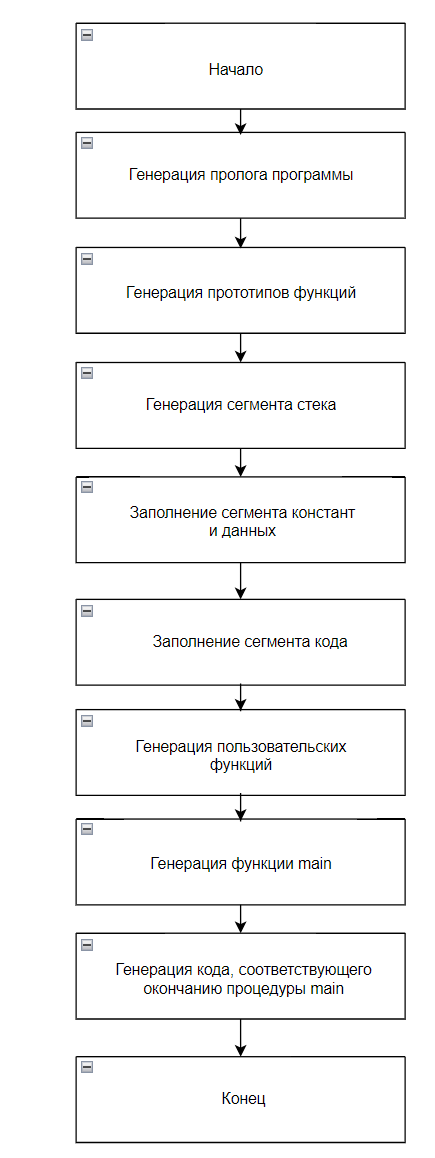 Начало
Генерация пролога программы
Генерация прототипов функций
Генерация сегмента стека
Заполнение сегмента констант
и данных
Заполнение сегмента кода
Генерация пользовательских
функций
Генерация функции main
Генерация кода, соответствующего
окончанию процедуры main
Конец